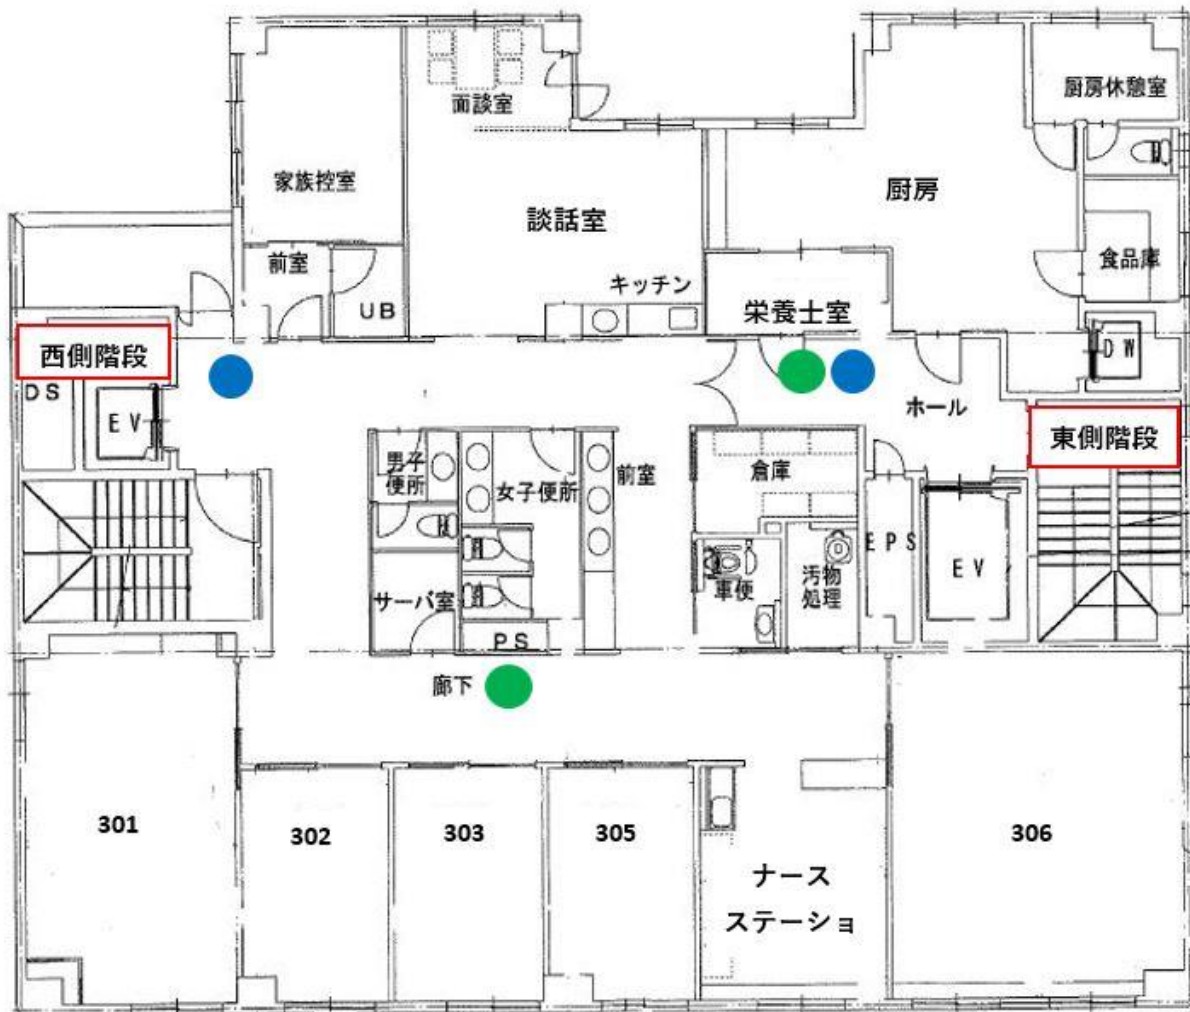 面談室
厨房休憩室
家族控室
談話室
厨房
前室
UB
キッチン
栄養士室
食品庫
西側階段
DS
EV
DW
ホール
東側階段
男子
便所
女子便所
前室
倉庫
サーバ室
車便
汚物
処理
EPS
EV
PS
廊下
301
302
303
305
306
ナース
ステーショ